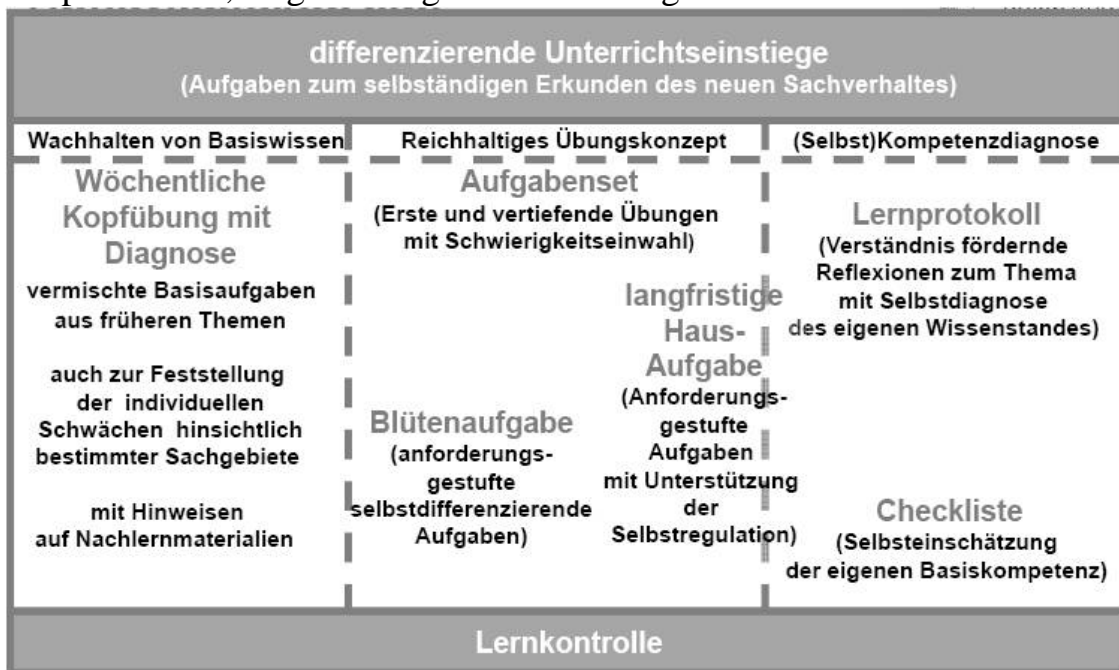 differenzierende Unterrichtseinstiege
(Aufgaben zum selbständigen Erkunden des neuen Sachverhaltes)
Wachhalten von Basiswissen
Wöchentliche
Kopfübung mit
Diagnose
vermischte Basisaufgaben
aus früheren Themen
auch zur Feststellung
der individuellen
Schwächen hinsichtlich
bestimmter Sachgebiete
mit Hinweisen
auf Nachlernmaterialien
Reichhaltiges Übungskonzept
Aufgabenset
(Erste und vertiefende Übungen
mit Schwierigkeitseinwahl)
Blütenaufgabe
(anforderungs-
gestufte
selbstdifferenzierende
Aufgaben)
langfristige
Haus-
Aufgabe
(Anforderungs-
gestufte
Aufgaben
mit Unterstützung
der
Selbstregulation)
(Selbst)Kompetenzdiagnose
Lernprotokoll
(Verständnis fördernde
Reflexionen zum Thema
mit Selbstdiagnose
des eigenen Wissenstandes)
Checkliste
(Selbsteinschätzung
der eigenen Basiskompetenz)
Lernkontrolle